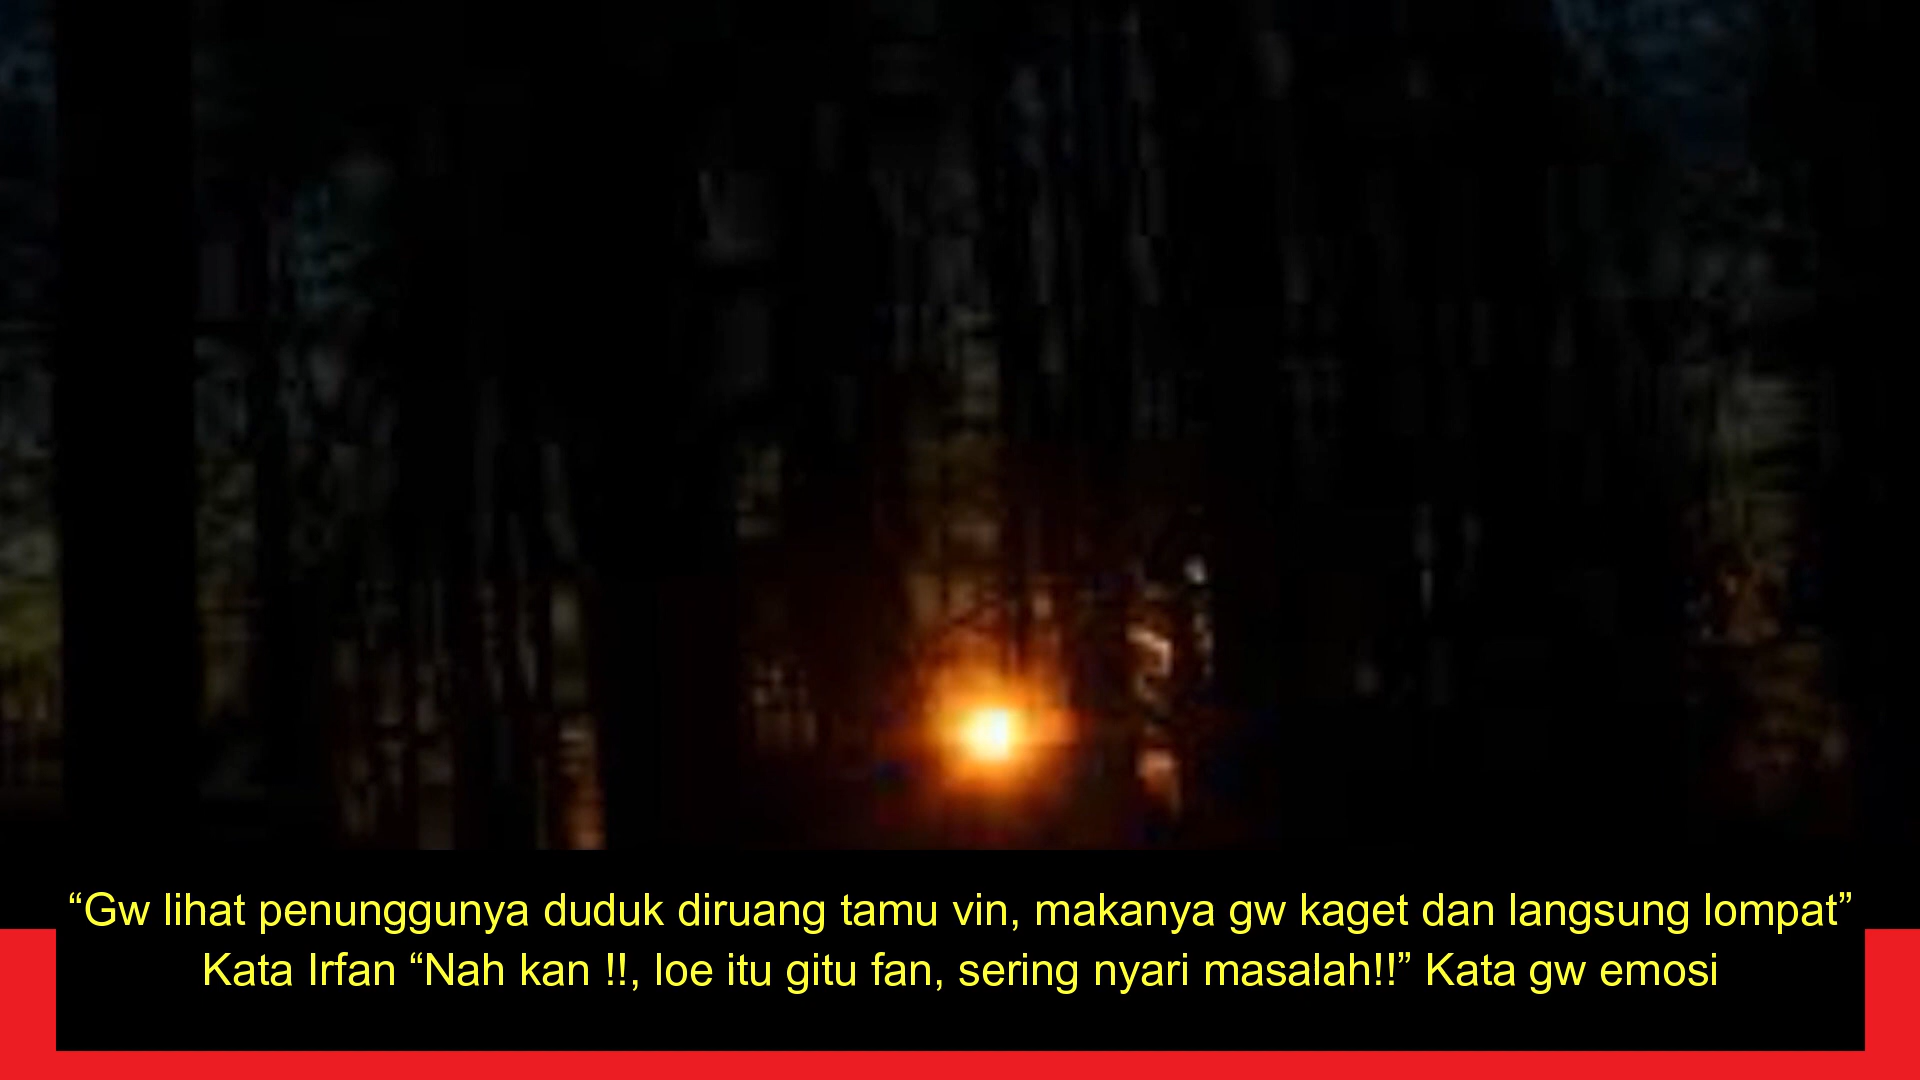 “Gw lihat penunggunya duduk diruang tamu vin, makanya gw kaget dan langsung lompat”
Kata Irfan “Nah kan !!, loe itu gitu fan, sering nyari masalah!!” Kata gw emosi